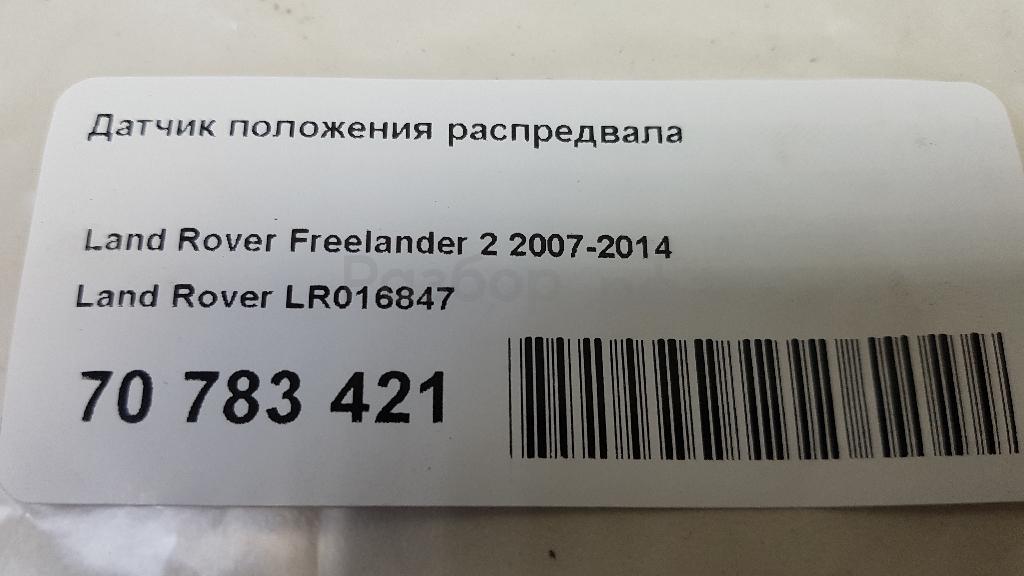 Датчик положения распредвала
Land Rover Freelander 2 2007-2014
Land Rover LR016847
70 783 421